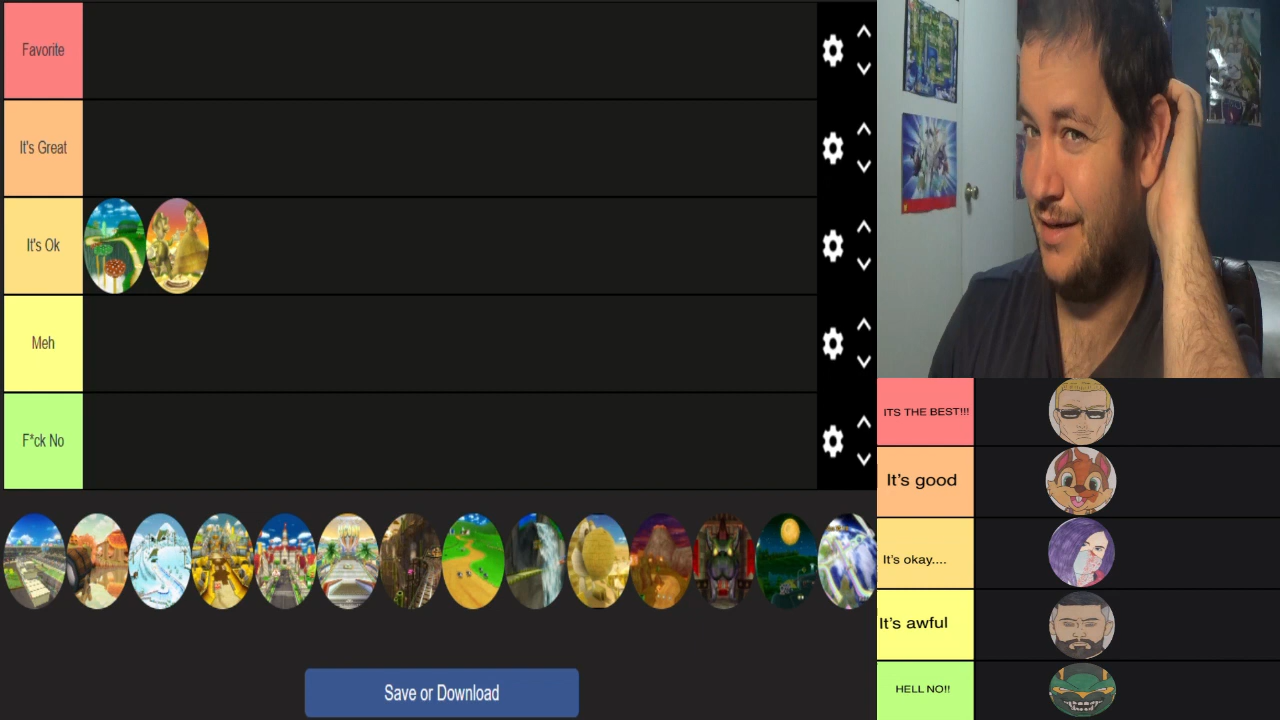 Favorite
It's Great
It's Ok
Meh
F*ck No
Save or Download
ITS THE BEST!!!
It's good
It's okay....
It's awful
HELL NO!!